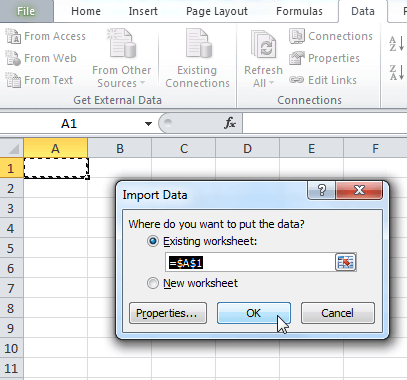 File Home Insert Page Layout Formulas Data
From Access
From Web
From Text
From Other
Sources
Existing
Connections
Refresh
All
Connections
Properties
Edit Links
Get External Data Connections
A1 fx
A B C D E F
1
2
3
4
5
6
7
8
9
10
11
Import Data
Where do you want to put the data?
Existing worksheet:
=$A$1
New worksheet
Properties... OK Cancel